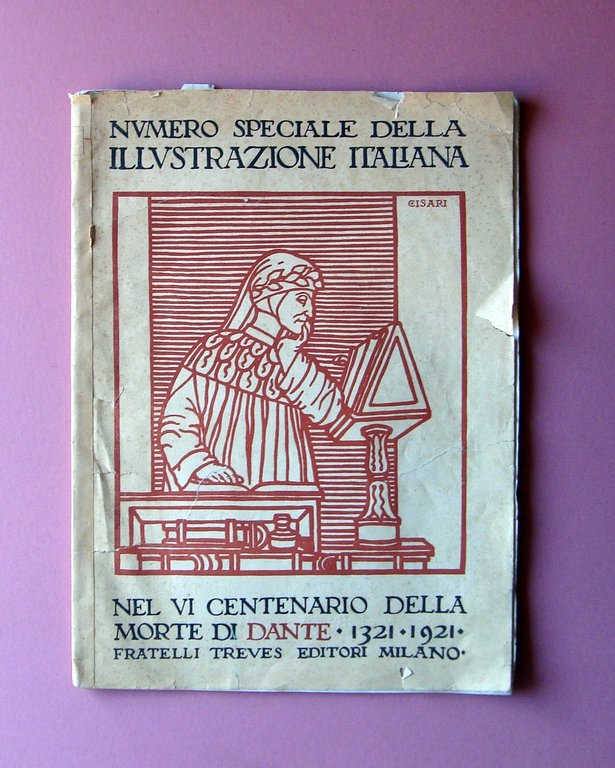 NVMERO SPECIALE DELLA
ILLVSTRAZIONE ITALIANA
CISARI
NEL VI CENTENARIO DELLA
MORTE DI DANTE · 1321 · 1921 ·
FRATELLI TREVES EDITORI MILANO ·